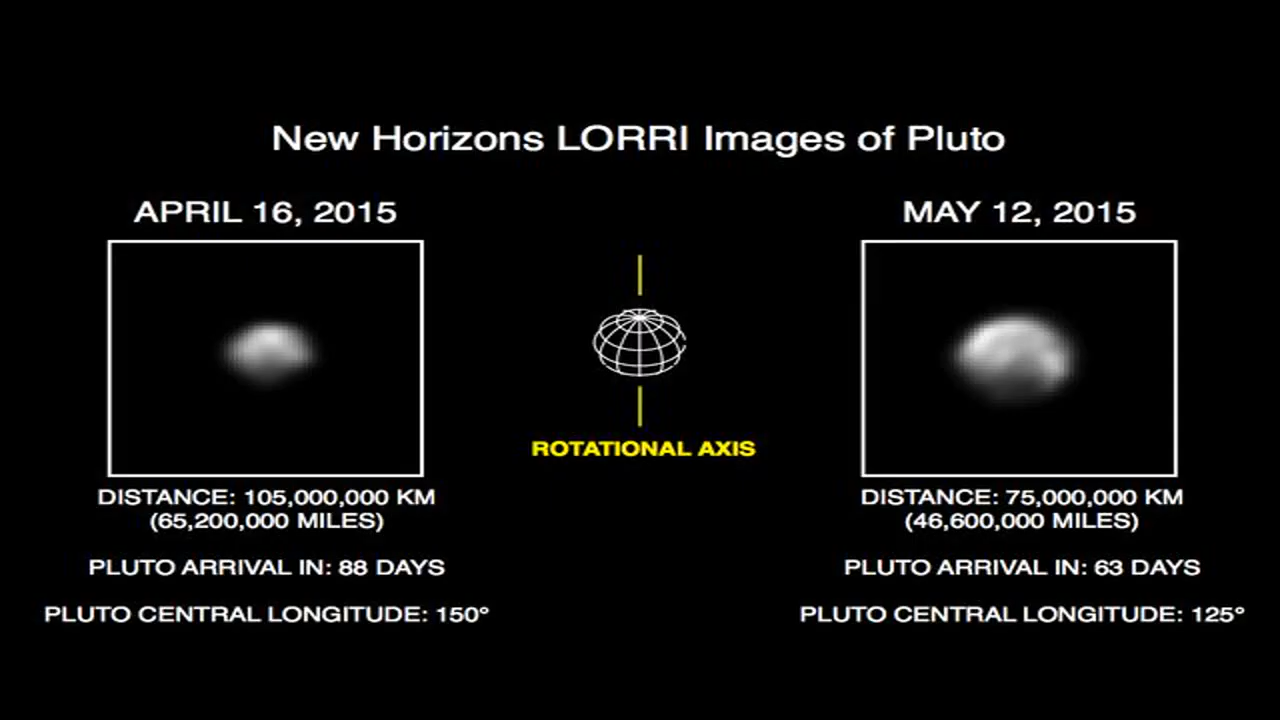 New Horizons LORRI Images of Pluto
APRIL 16, 2015
DISTANCE: 105,000,000 KM
(65,200,000 MILES)
PLUTO ARRIVAL IN: 88 DAYS
PLUTO CENTRAL LONGITUDE: 150°
ROTATIONAL AXIS
MAY 12, 2015
DISTANCE: 75,000,000 KM
(46,600,000 MILES)
PLUTO ARRIVAL IN: 63 DAYS
PLUTO CENTRAL LONGITUDE: 125°